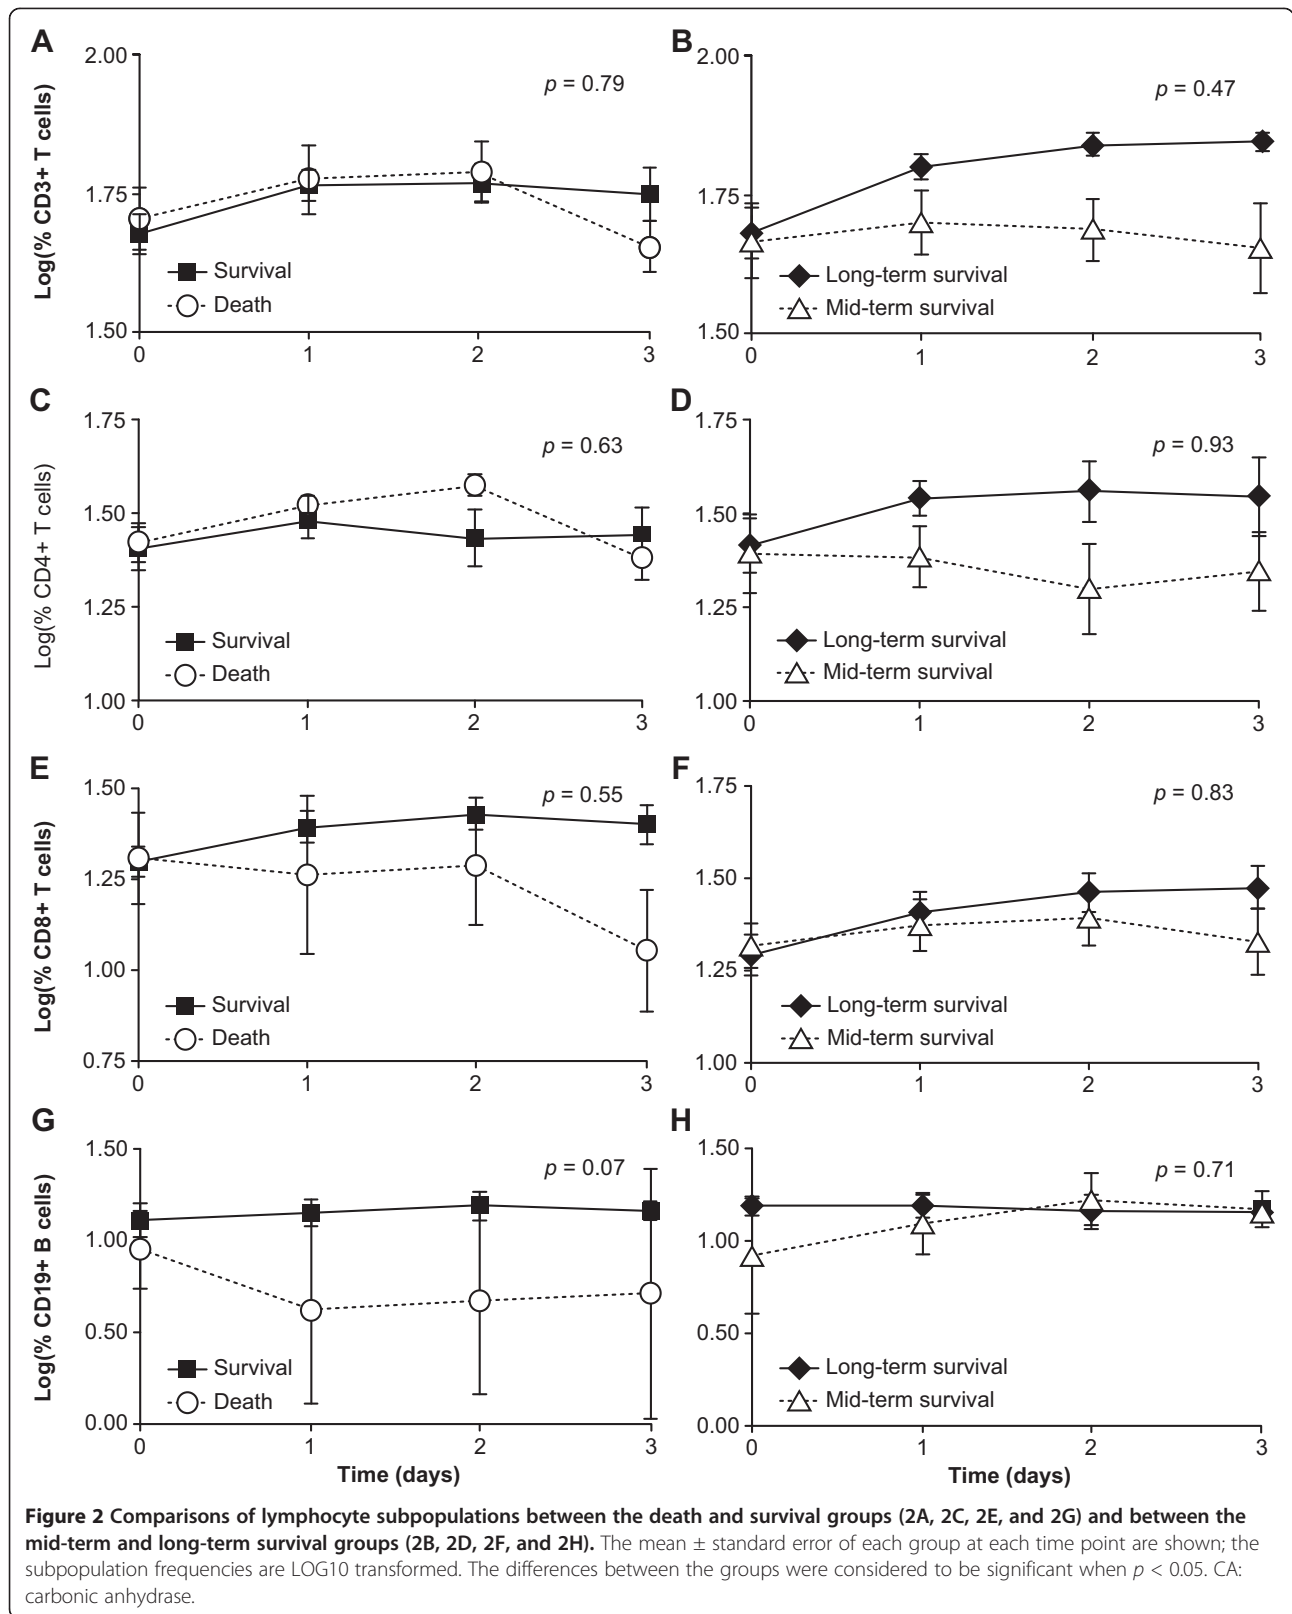 A
2.00
1.75
1.50
Log(% CD3+ T cells)
p = 0.79
Survival
Death
0 1 2 3
B
2.00
1.75
1.50
p = 0.47
Long-term survival
Mid-term survival
0 1 2 3
C
1.75
1.50
1.25
1.00
Log(% CD4+ T cells)
p = 0.63
Survival
Death
0 1 2 3
D
1.75
1.50
1.25
1.00
p = 0.93
Long-term survival
Mid-term survival
0 1 2 3
E
1.50
1.25
1.00
0.75
Log(% CD8+ T cells)
p = 0.55
Survival
Death
0 1 2 3
F
1.75
1.50
1.25
1.00
p = 0.83
Long-term survival
Mid-term survival
0 1 2 3
G
1.50
1.00
0.50
0.00
Log(% CD19+ B cells)
p = 0.07
Survival
Death
0 1 2 3
Time (days)
H
1.50
1.00
0.50
0.00
p = 0.71
Long-term survival
Mid-term survival
0 1 2 3
Time (days)
Figure 2 Comparisons of lymphocyte subpopulations between the death and survival groups (2A, 2C, 2E, and 2G) and between the
mid-term and long-term survival groups (2B, 2D, 2F, and 2H). The mean ± standard error of each group at each time point are shown; the
subpopulation frequencies are LOG10 transformed. The differences between the groups were considered to be significant when p < 0.05. CA:
carbonic anhydrase.